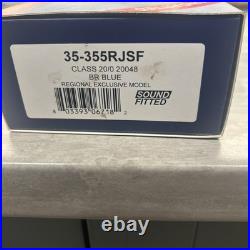 35-355RJSF
CLASS 20/0 20048
BR BLUE
REGIONAL EXCLUSIVE MODEL
SOUND
FITTED